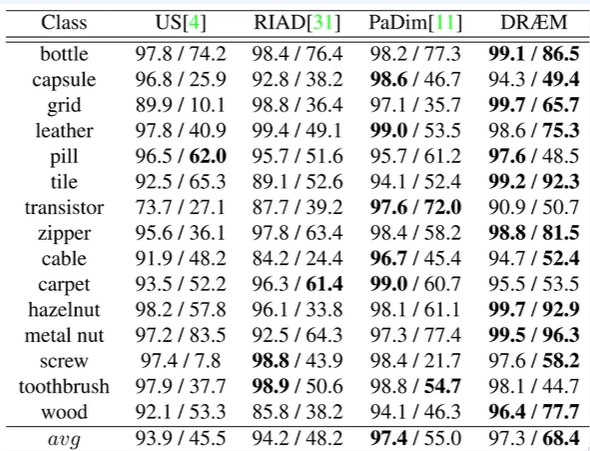 Class US[4] RIAD[31] PaDim[11] DRÆM
bottle 97.8 / 74.2 98.4 / 76.4 98.2 / 77.3 99.1 / 86.5
capsule 96.8 / 25.9 92.8 / 38.2 98.6 / 46.7 94.3 / 49.4
grid 89.9 / 10.1 98.8 / 36.4 97.1 / 35.7 99.7 / 65.7
leather 97.8 / 40.9 99.4 / 49.1 99.0 / 53.5 98.6 / 75.3
pill 96.5 / 62.0 95.7 / 51.6 95.7 / 61.2 97.6 / 48.5
tile 92.5 / 65.3 89.1 / 52.6 94.1 / 52.4 99.2 / 92.3
transistor 73.7 / 27.1 87.7 / 39.2 97.6 / 72.0 90.9 / 50.7
zipper 95.6 / 36.1 97.8 / 63.4 98.4 / 58.2 98.8 / 81.5
cable 91.9 / 48.2 84.2 / 24.4 96.7 / 45.4 94.7 / 52.4
carpet 93.5 / 52.2 96.3 / 61.4 99.0 / 60.7 95.5 / 53.5
hazelnut 98.2 / 57.8 96.1 / 33.8 98.1 / 61.1 99.7 / 92.9
metal nut 97.2 / 83.5 92.5 / 64.3 97.3 / 77.4 99.5 / 96.3
screw 97.4 / 7.8 98.8 / 43.9 98.4 / 21.7 97.6 / 58.2
toothbrush 97.9 / 37.7 98.9 / 50.6 98.8 / 54.7 98.1 / 44.7
wood 92.1 / 53.3 85.8 / 38.2 94.1 / 46.3 96.4 / 77.7
avg 93.9 / 45.5 94.2 / 48.2 97.4 / 55.0 97.3 / 68.4